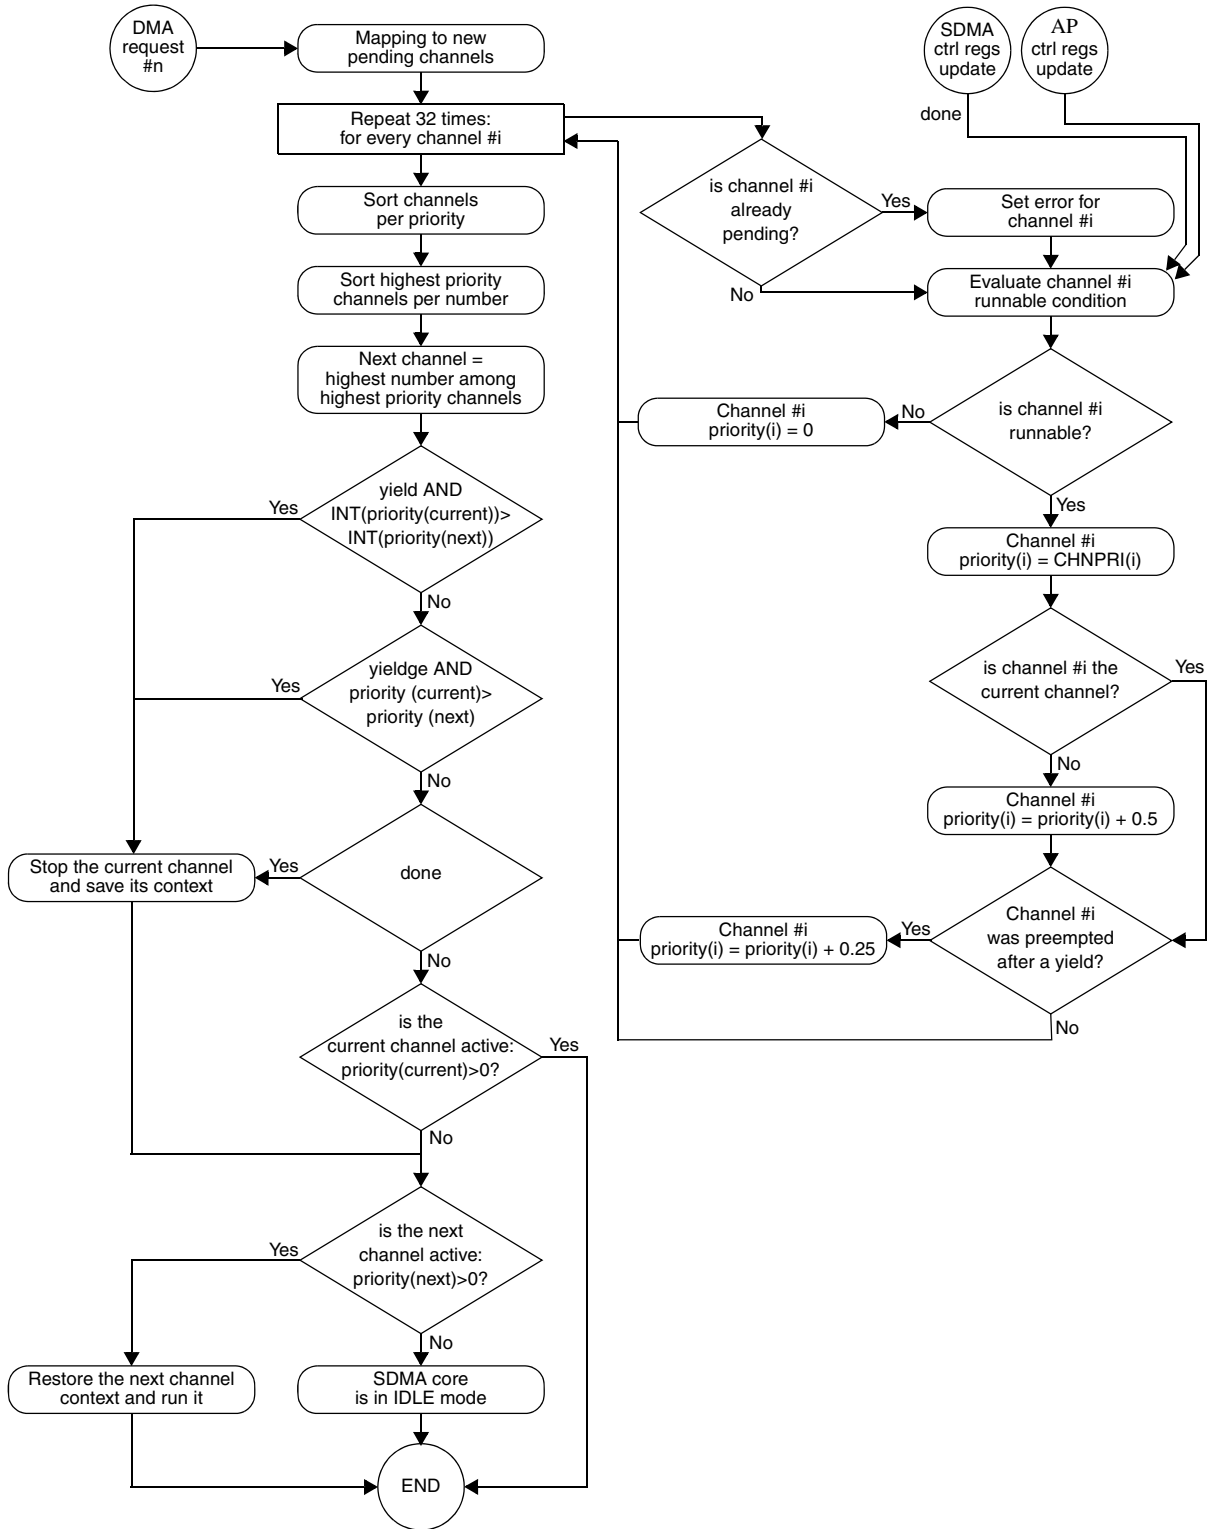 DMA
request
#n
Mapping to new
pending channels
SDMA
ctrl regs
update
AP
ctrl regs
update
done
Repeat 32 times:
for every channel #i
is channel #i
already
pending?
Yes
No
Set error for
channel #i
Sort channels
per priority
Evaluate channel #i
runnable condition
Sort highest priority
channels per number
Next channel =
highest number among
highest priority channels
is channel #i
runnable?
No
Yes
Channel #i
priority(i) = 0
yield AND
INT(priority(current))>
INT(priority(next))
Yes
No
Channel #i
priority(i) = CHNPRI(i)
yieldge AND
priority (current)>
priority (next)
Yes
No
is channel #i the
current channel?
Yes
No
Channel #i
priority(i) = priority(i) + 0.5
Stop the current channel
and save its context
Yes
done
No
Channel #i
priority(i) = priority(i) + 0.25
Yes
Channel #i
was preempted
after a yield?
No
is the
current channel active:
priority(current)>0?
Yes
No
is the next
channel active:
priority(next)>0?
Yes
No
Restore the next channel
context and run it
SDMA core
is in IDLE mode
END